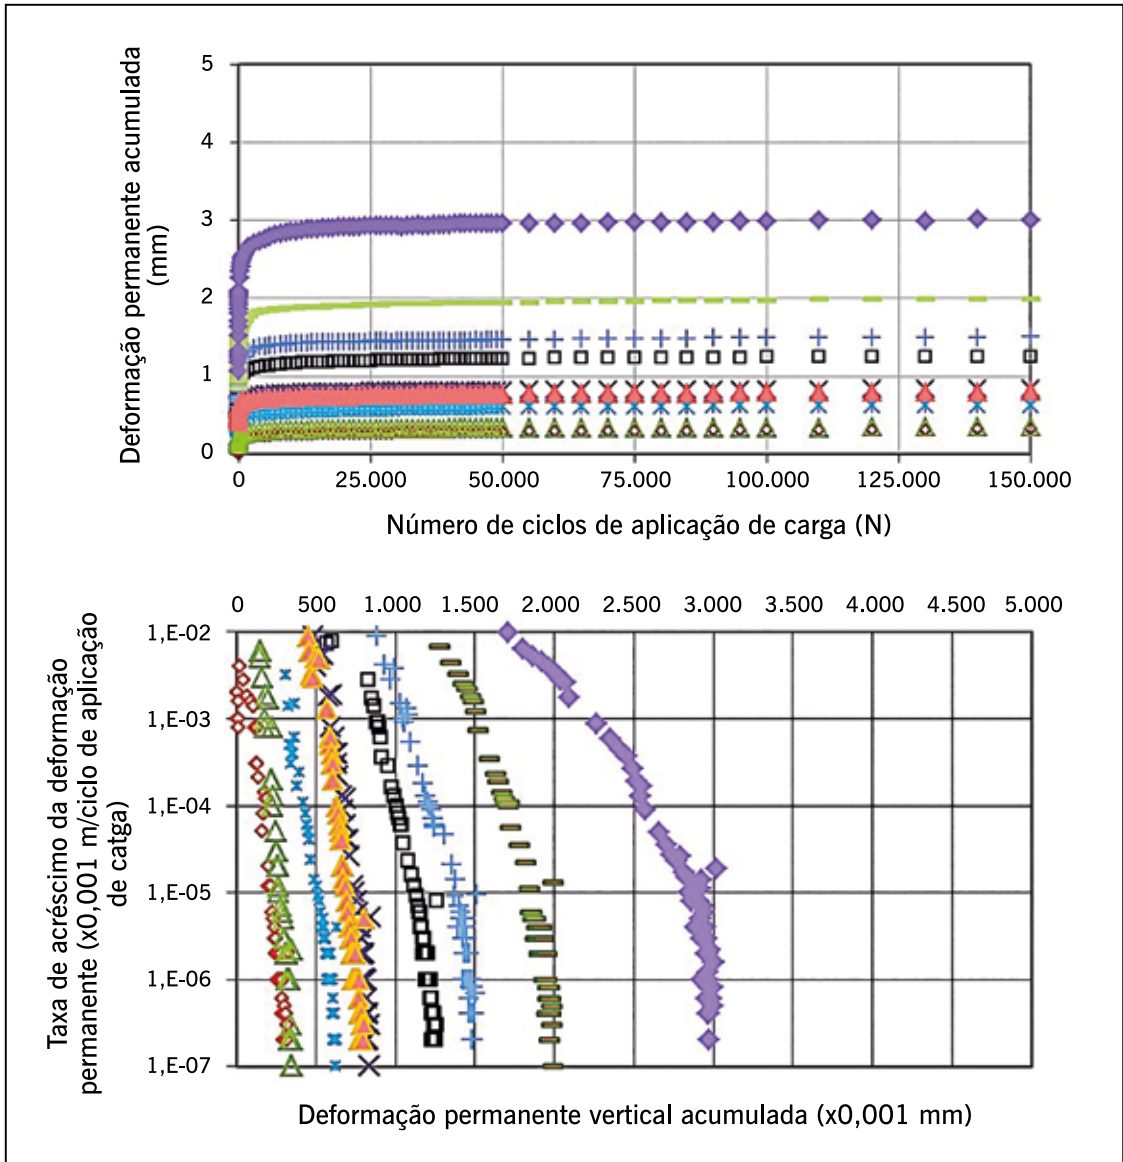 Deformação permanente acumulada
(mm)
5
4
3
2
1
0
0 25.000 50.000 75.000 100.000 125.000 150.000
Número de ciclos de aplicação de carga (N)
Taxa de acréscimo da deformação
permanente (x0,001 m/ciclo de aplicação
de catga)
0 500 1.000 1.500 2.000 2.500 3.000 3.500 4.000 4.500 5.000
1,E-02
1,E-03
1,E-04
1,E-05
1,E-06
1,E-07
Deformação permanente vertical acumulada (x0,001 mm)